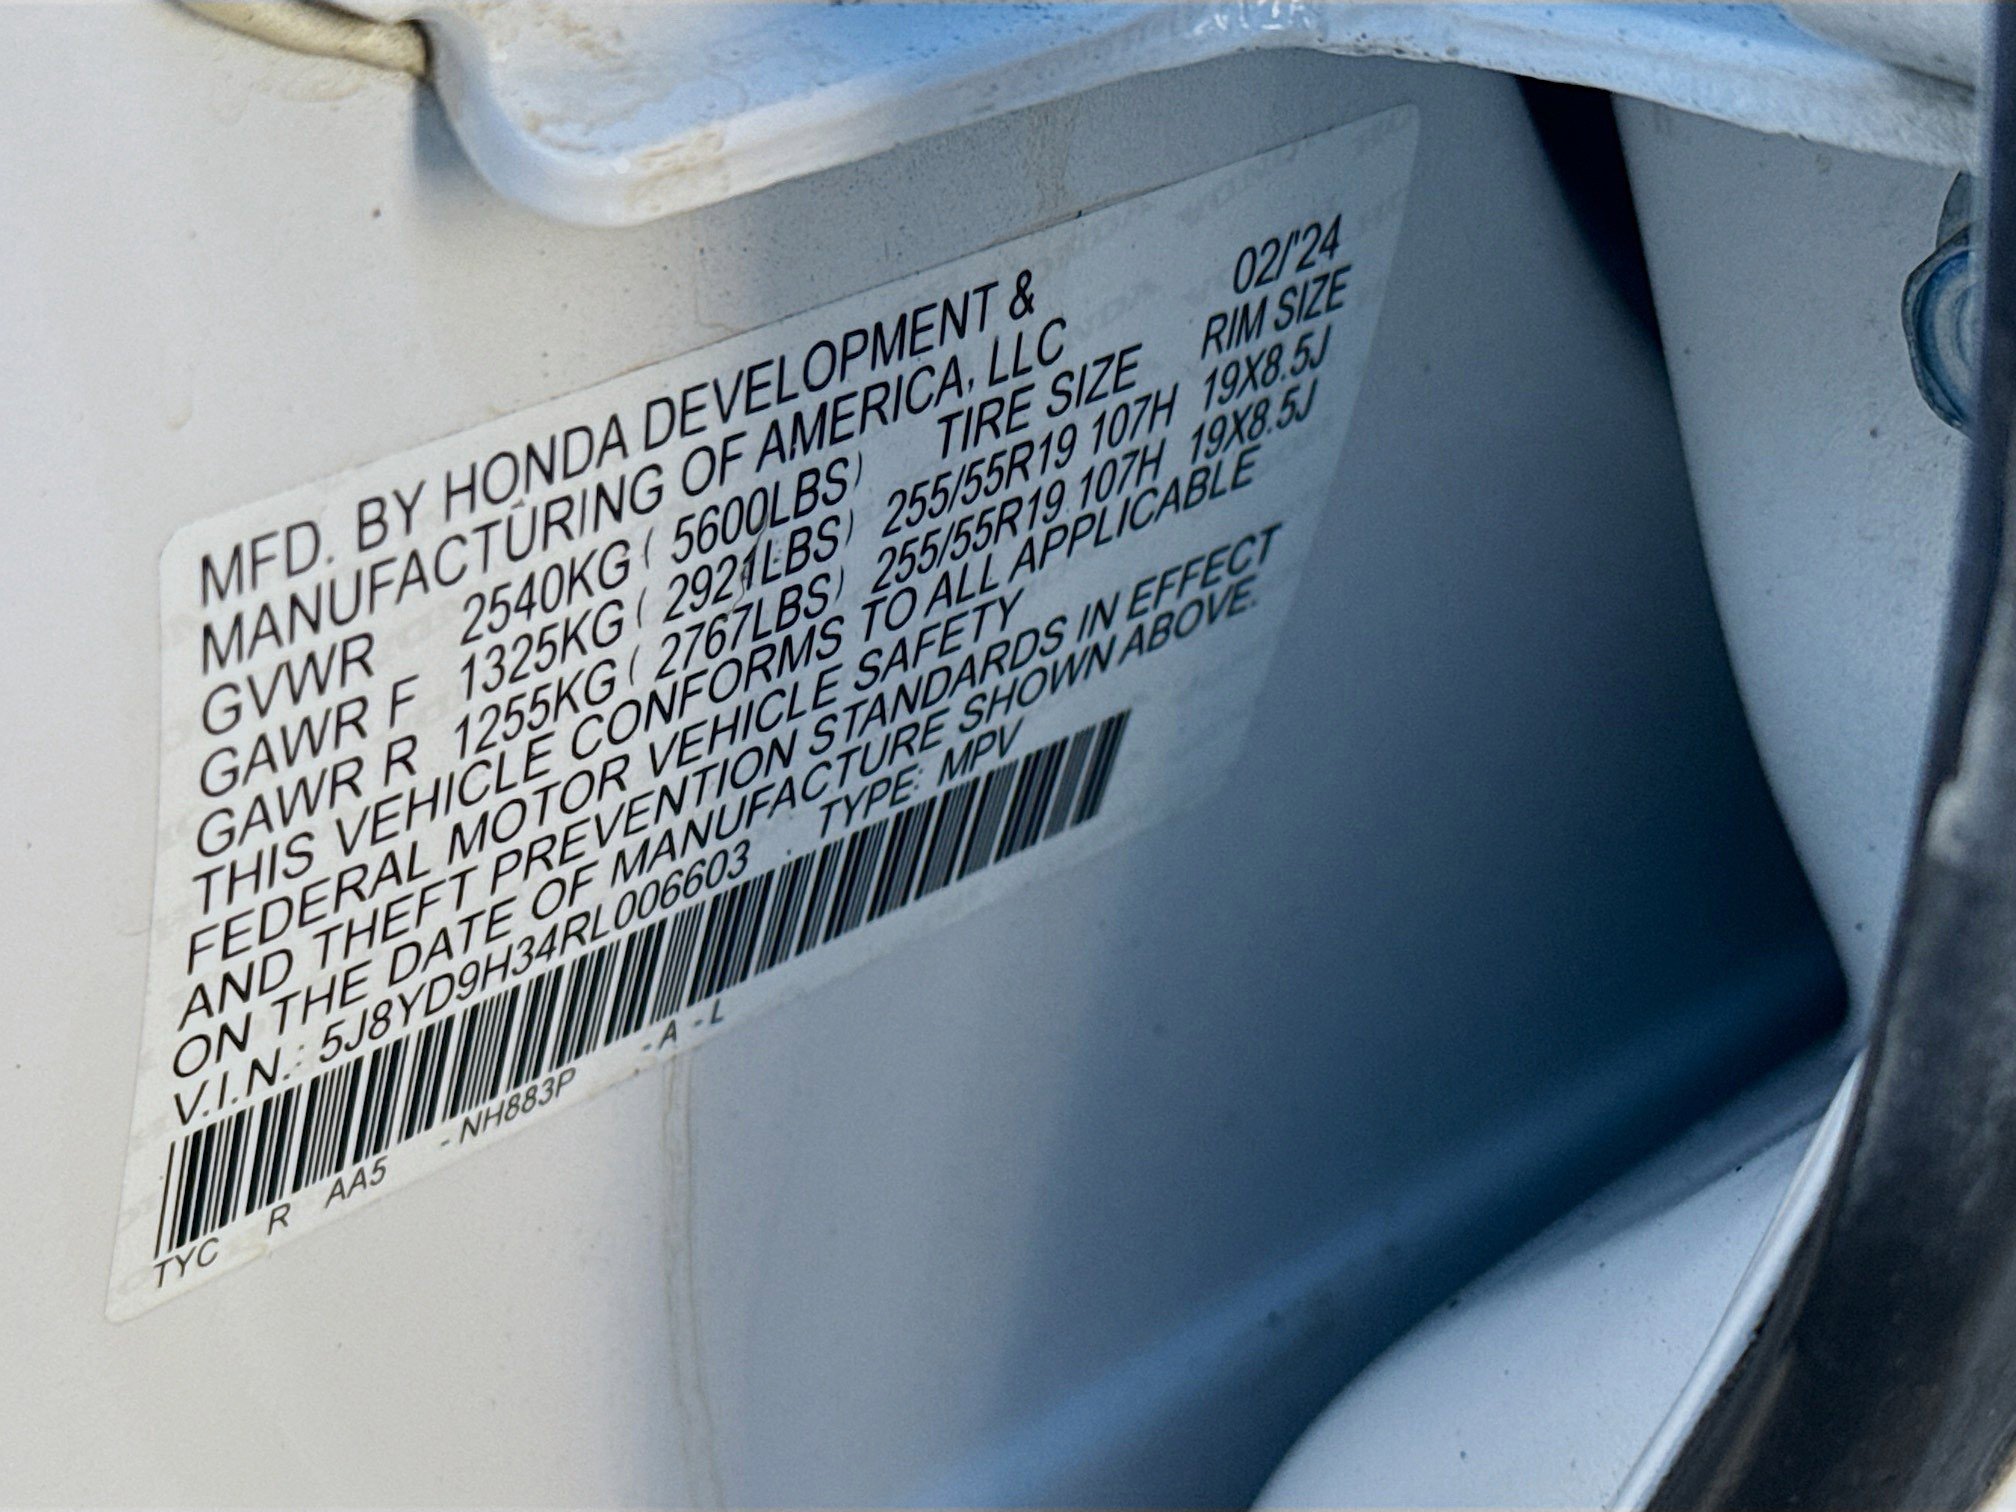 MFD. BY HONDA DEVELOPMENT & 02/'24
MANUFACTURING OF AMERICA, LLC
GVWR 2540KG ( 5600LBS) TIRE SIZE RIM SIZE
GAWR F 1325KG ( 2921LBS) 255/55R19 107H 19X8.5J
GAWR R 1255KG ( 2767LBS) 255/55R19 107H 19X8.5J
THIS VEHICLE CONFORMS TO ALL APPLICABLE
FEDERAL MOTOR VEHICLE SAFETY
AND THEFT PREVENTION STANDARDS IN EFFECT
ON THE DATE OF MANUFACTURE SHOWN ABOVE.
V.I.N.: 5J8YD9H34RL006603 TYPE: MPV
TYC R AA5 - NH883P - A - L